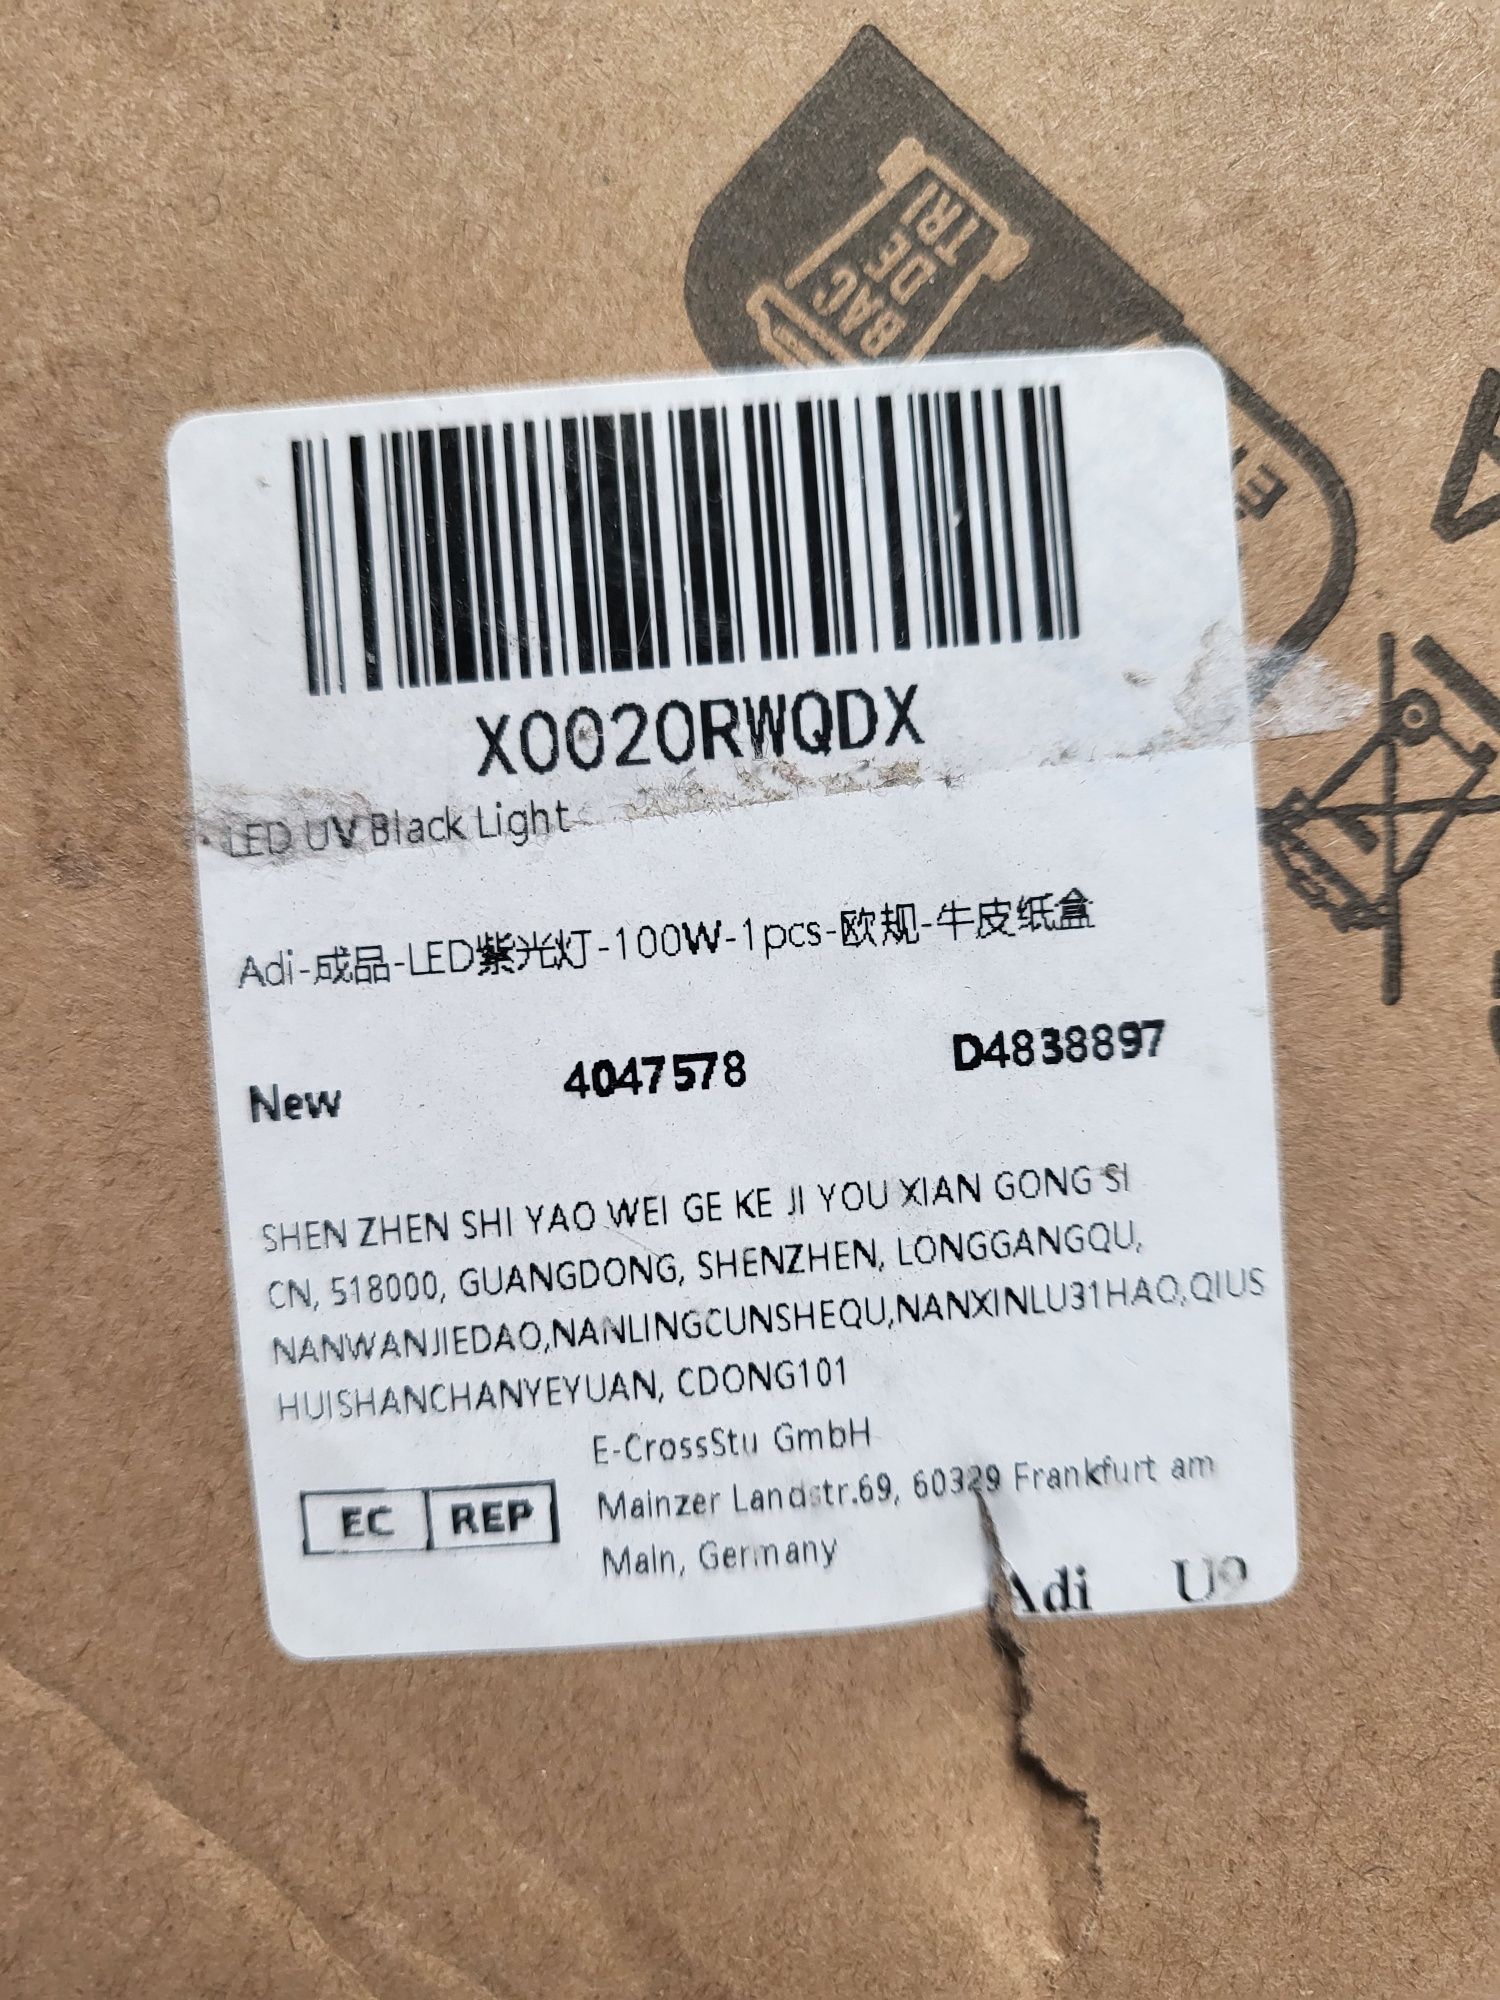 BAC
DE
TRI
X0020RWQDX
LED UV Black Light
Adi-成品-LED紫光灯-100W-1pcs-欧规-牛皮纸盒
New 4047578 D4838897
SHEN ZHEN SHI YAO WEI GE KE JI YOU XIAN GONG SI
CN, 518000, GUANGDONG, SHENZHEN, LONGGANGQU,
NANWANJIEDAO,NANLINGCUNSHEQU,NANXINLU31HAO,QIUS
HUISHANCHANYEYUAN, CDONG101
E-CrossStu GmbH
EC REP
Mainzer Landstr.69, 60329 Frankfurt am
Main, Germany
Adi